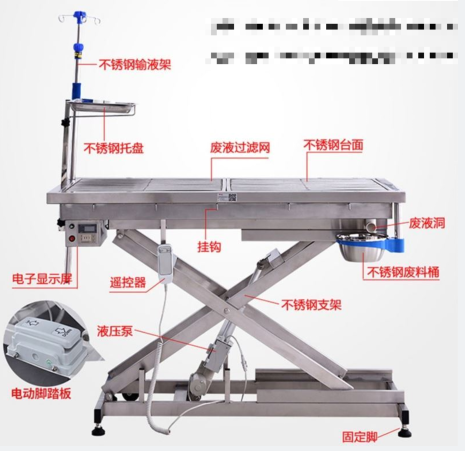 不锈钢输液架
不锈钢托盘
废液过滤网
不锈钢台面
挂钩
废液洞
电子显示屏
遥控器
不锈钢废料桶
不锈钢支架
液压泵
电动脚踏板
固定脚